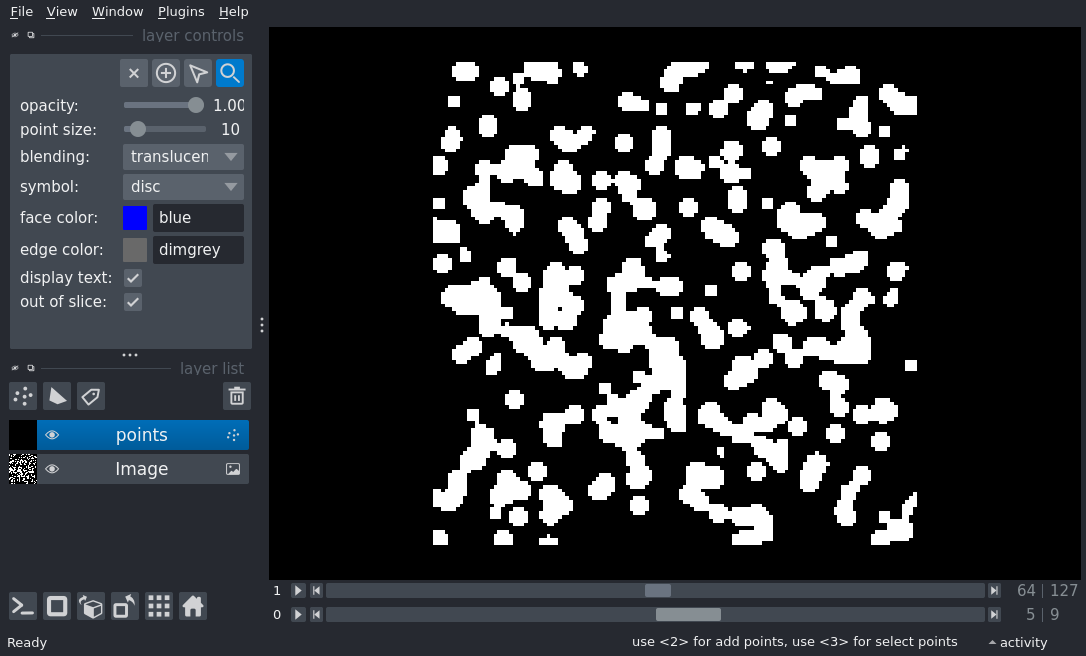 File View Window Plugins Help
layer controls
opacity: 1.00
point size: 10
blending: translucen
symbol: disc
face color: blue
edge color: dimgrey
display text:
out of slice:
layer list
points
Image
1 64 | 127
0 5 | 9
Ready use <2> for add points, use <3> for select points activity